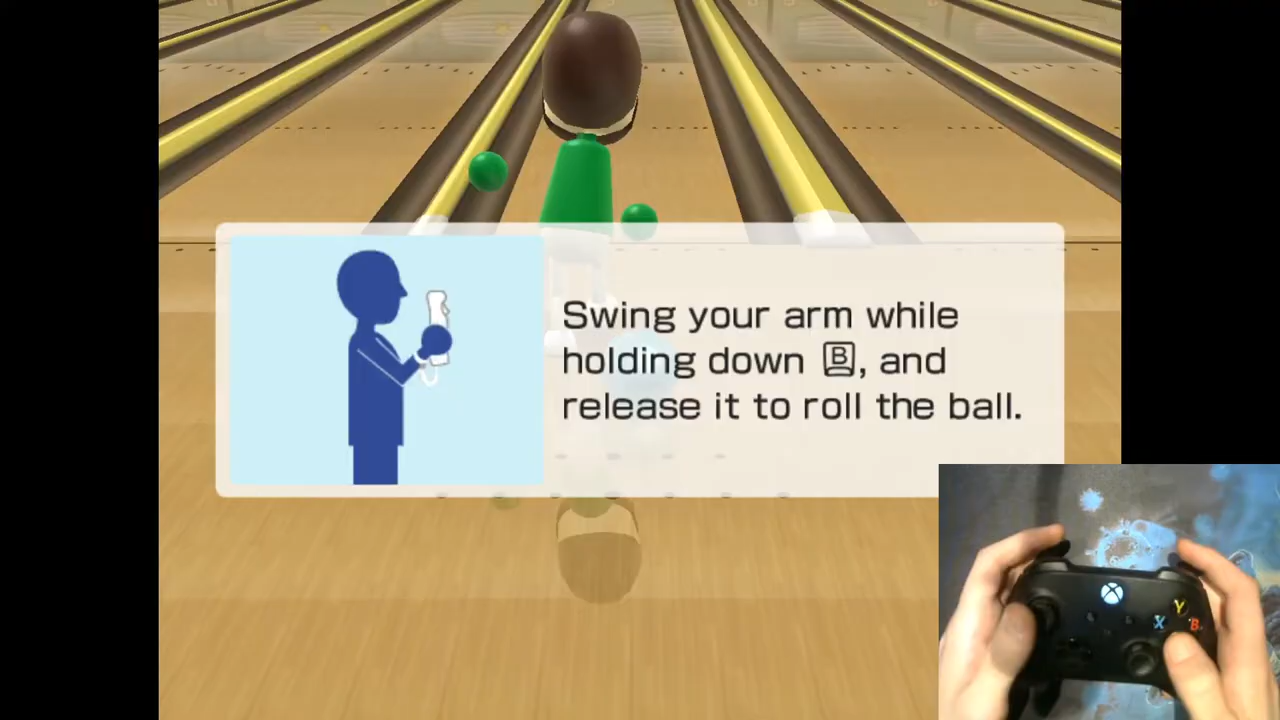 Swing your arm while
holding down B, and
release it to roll the ball.
Y
X B